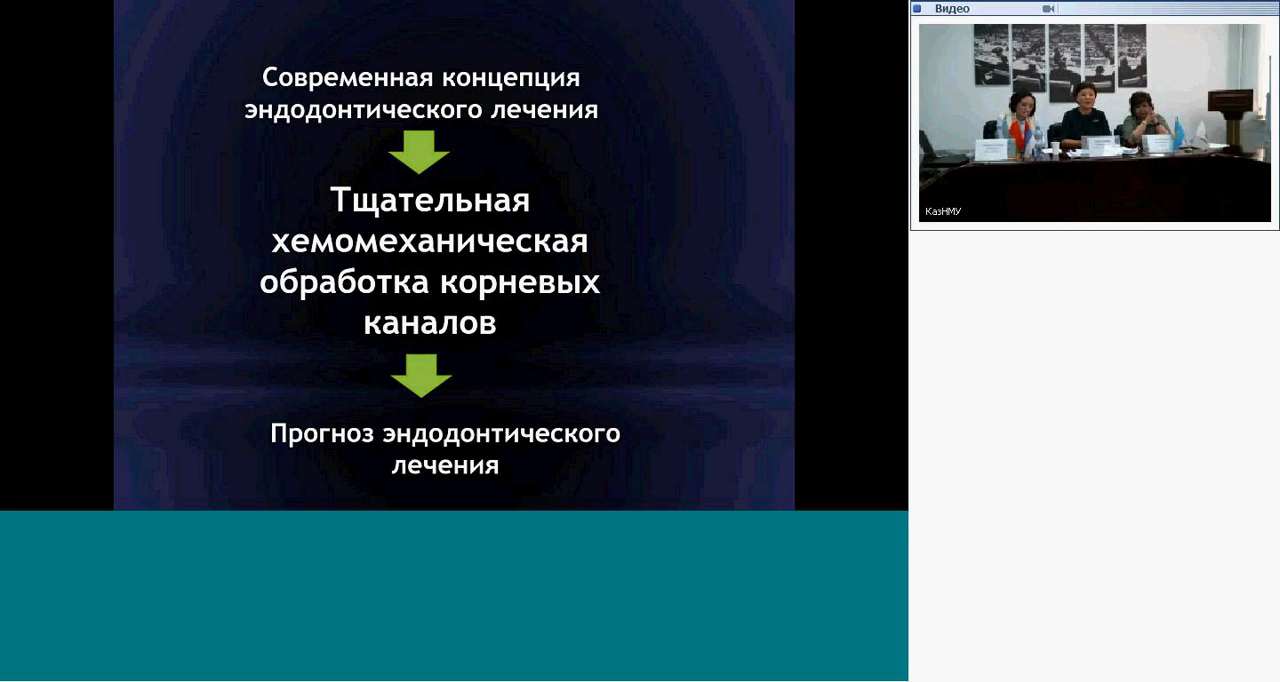 Современная концепция
эндодонтического лечения
Тщательная
хемомеханическая
обработка корневых
каналов
Прогноз эндодонтического
лечения
Видео
КазНМУ